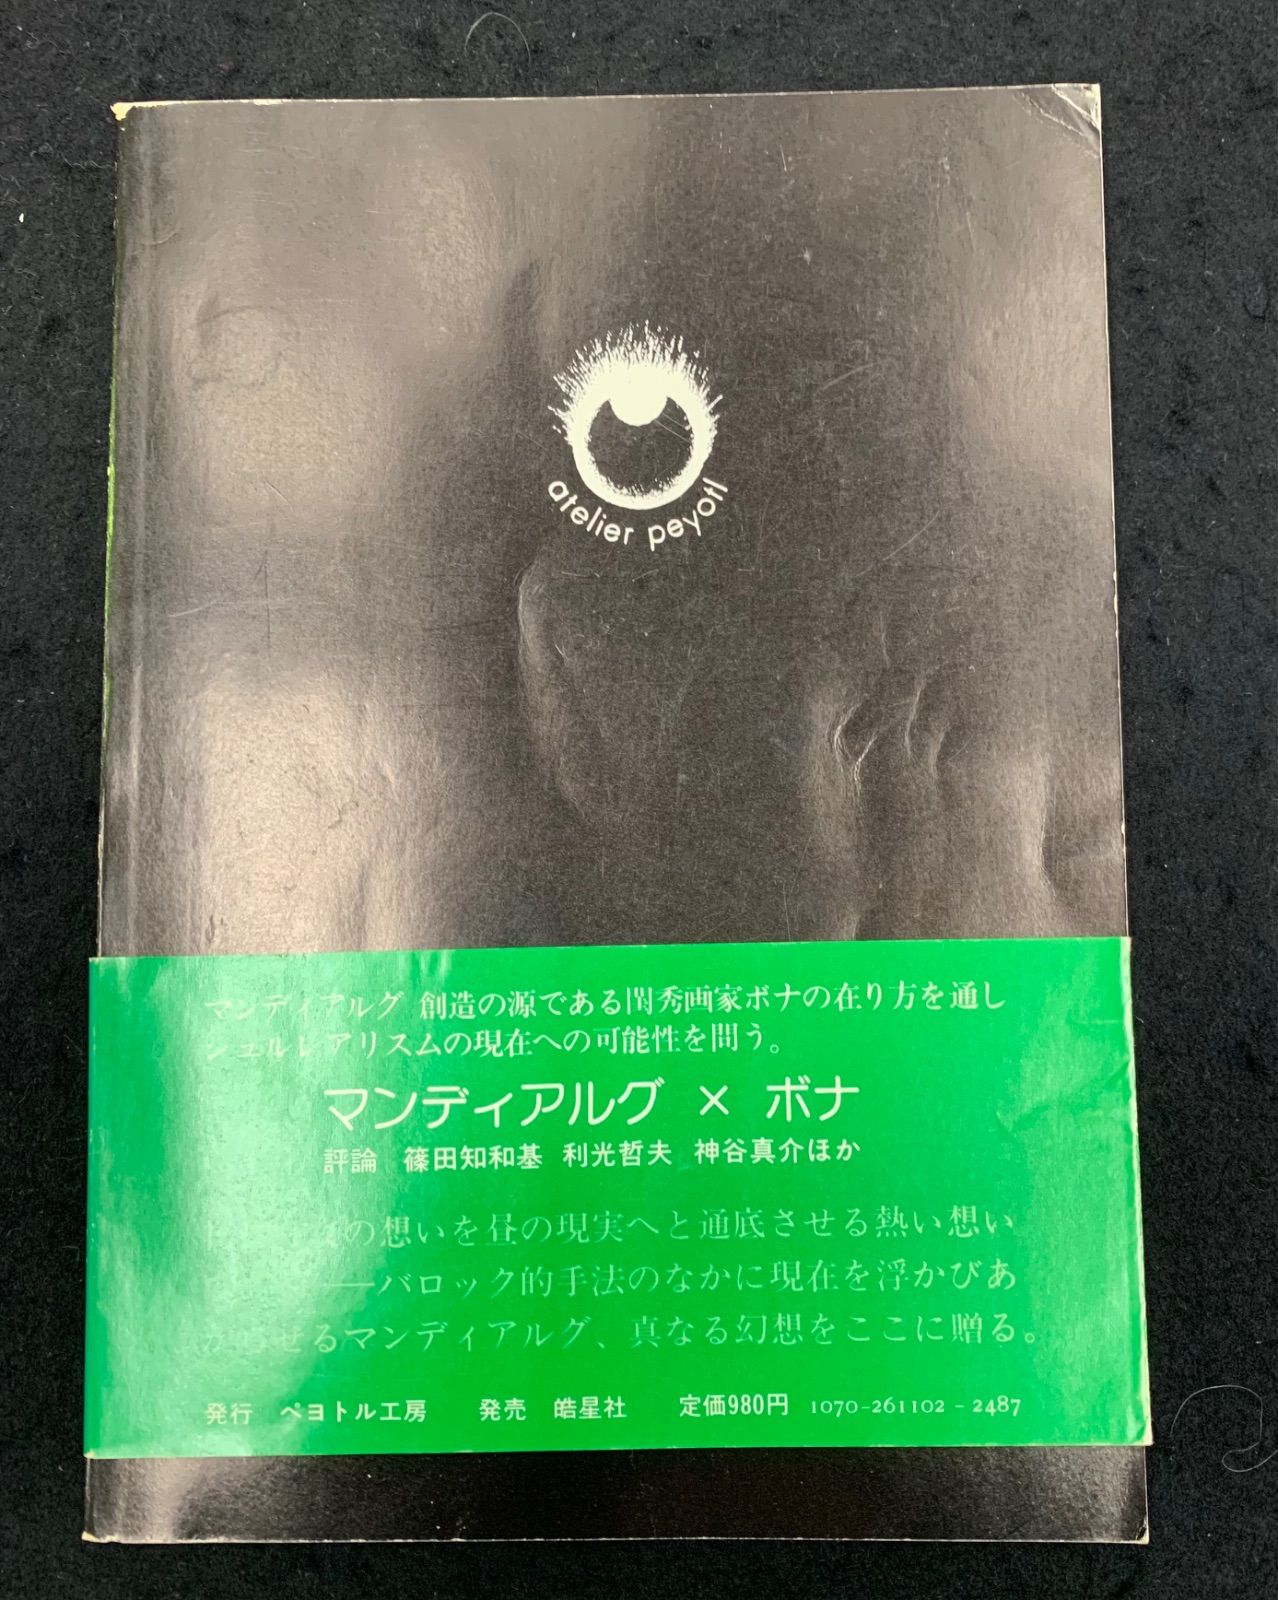 atelier peyotl
マンディアルグ 創造の源である閨秀画家ボナの在り方を通し
シュルレアリスムの現在への可能性を問う。
マンディアルグ × ボナ
評論 篠田知和基 利光哲夫 神谷真介ほか
の想いを昼の現実へと通底させる熱い想い
——バロック的手法のなかに現在を浮かびあ
がらせるマンディアルグ、真なる幻想をここに贈る。
発行 ペヨトル工房 発売 皓星社 定価980円 1070-261102-2487